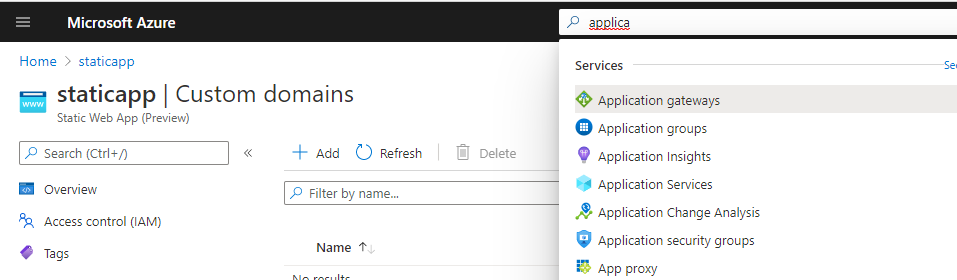 Microsoft Azure
applica
Home > staticapp
staticapp | Custom domains
Static Web App (Preview)
Search (Ctrl+/)
«
Overview
Access control (IAM)
Tags
+ Add Refresh Delete
Filter by name...
Name ↑↓
Services
Application gateways
Application groups
Application Insights
Application Services
Application Change Analysis
Application security groups
App proxy